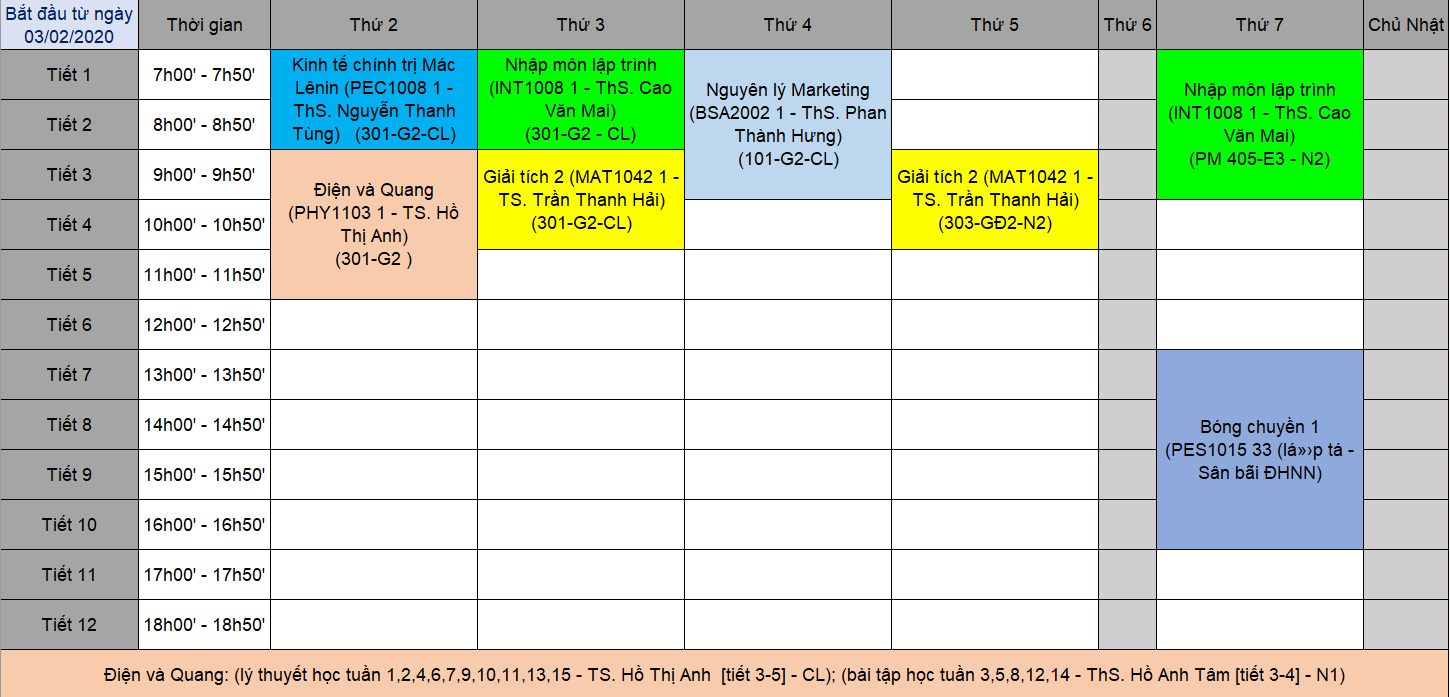 Bắt đầu từ ngày
03/02/2020
Thời gian
Thứ 2
Thứ 3
Thứ 4
Thứ 5
Thứ 6
Thứ 7
Chủ Nhật
Tiết 1
7h00' - 7h50'
Tiết 2
8h00' - 8h50'
Tiết 3
9h00' - 9h50'
Tiết 4
10h00' - 10h50'
Tiết 5
11h00' - 11h50'
Tiết 6
12h00' - 12h50'
Tiết 7
13h00' - 13h50'
Tiết 8
14h00' - 14h50'
Tiết 9
15h00' - 15h50'
Tiết 10
16h00' - 16h50'
Tiết 11
17h00' - 17h50'
Tiết 12
18h00' - 18h50'
Kinh tế chính trị Mác
Lênin (PEC1008 1 -
ThS. Nguyễn Thanh
Tùng) (301-G2-CL)
Điện và Quang
(PHY1103 1 - TS. Hồ
Thị Anh)
(301-G2 )
Nhập môn lập trình
(INT1008 1 - ThS. Cao
Văn Mai)
(301-G2 - CL)
Giải tích 2 (MAT1042 1 -
TS. Trần Thanh Hải)
(301-G2-CL)
Nguyên lý Marketing
(BSA2002 1 - ThS. Phan
Thành Hưng)
(101-G2-CL)
Giải tích 2 (MAT1042 1 -
TS. Trần Thanh Hải)
(303-GĐ2-N2)
Nhập môn lập trình
(INT1008 1 - ThS. Cao
Văn Mai)
(PM 405-E3 - N2)
Bóng chuyền 1
(PES1015 33 (lá»›p tá -
Sân bãi ĐHNN)
Điện và Quang: (lý thuyết học tuần 1,2,4,6,7,9,10,11,13,15 - TS. Hồ Thị Anh [tiết 3-5] - CL); (bài tập học tuần 3,5,8,12,14 - ThS. Hồ Anh Tâm [tiết 3-4] - N1)